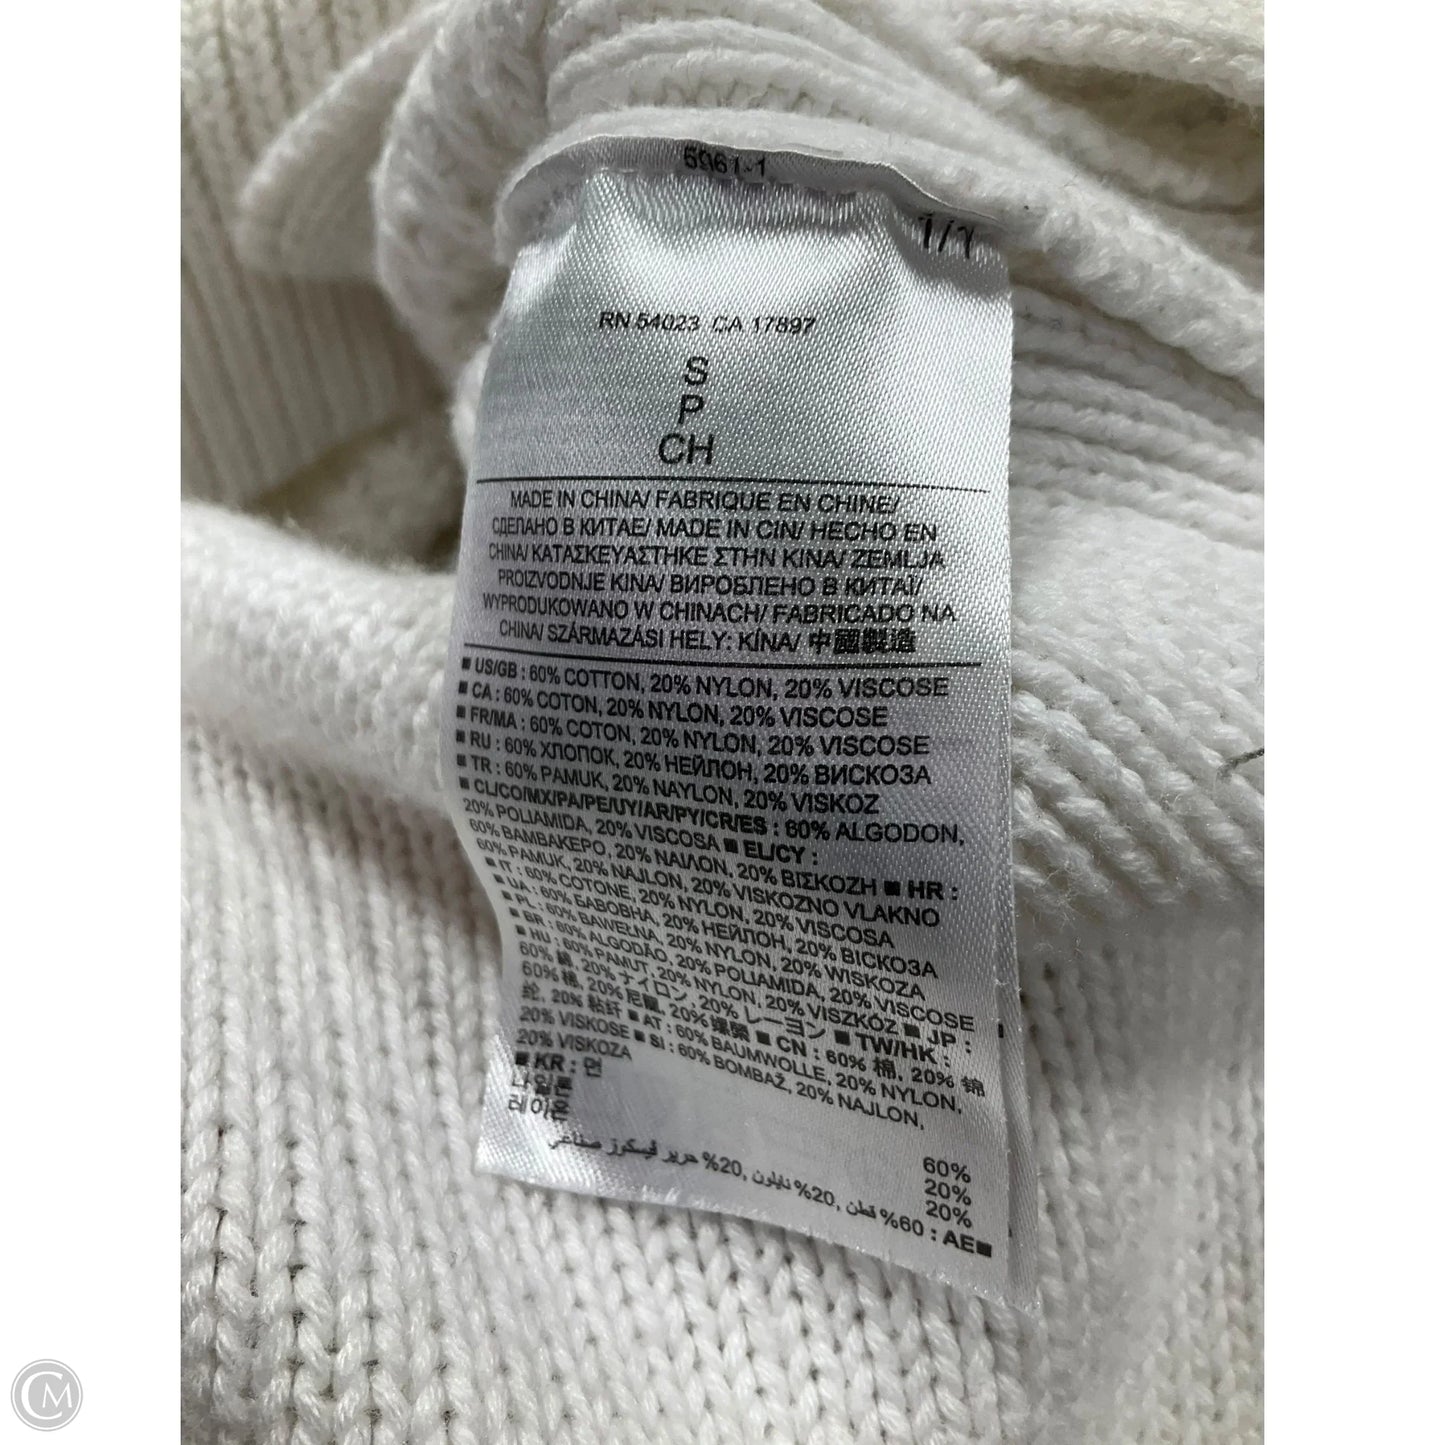 5961-1
1/1
RN 54023 CA 17897
S
P
CH
MADE IN CHINA/ FABRIQUE EN CHINE/
СДЕЛАНО В КИТАЕ/ MADE IN CIN/ HECHO EN
CHINA/ ΚΑΤΑΣΚΕΥΑΣΤΗΚΕ ΣΤΗΝ ΚΙΝΑ/ ZEMLJA
PROIZVODNJE KINA/ ВИРОБЛЕНО В КИТАЇ/
WYPRODUKOWANO W CHINACH/ FABRICADO NA
CHINA/ SZÁRMAZÁSI HELY: KÍNA/ 中國製造
■ US/GB : 60% COTTON, 20% NYLON, 20% VISCOSE
■ CA : 60% COTON, 20% NYLON, 20% VISCOSE
■ FR/MA : 60% COTON, 20% NYLON, 20% VISCOSE
■ RU : 60% ХЛОПОК, 20% НЕЙЛОН, 20% ВИСКОЗА
■ TR : 60% PAMUK, 20% NAYLON, 20% VISKOZ
■ CL/CO/MX/PA/PE/UY/AR/PY/CR/ES : 60% ALGODON,
20% POLIAMIDA, 20% VISCOSA ■ EL/CY :
60% ΒΑΜΒΑΚΕΡΟ, 20% ΝΑΙΛΟΝ, 20% ΒΙΣΚΟΖΗ ■ HR :
60% PAMUK, 20% NAJLON, 20% VISKOZNO VLAKNO
■ IT : 60% COTONE, 20% NYLON, 20% VISCOSA
■ UA : 60% БАВОВНА, 20% НЕЙЛОН, 20% ВІСКОЗА
■ PL : 60% BAWEŁNA, 20% NYLON, 20% WISKOZA
■ BR : 60% ALGODÃO, 20% POLIAMIDA, 20% VISCOSE
■ HU : 60% PAMUT, 20% NYLON, 20% VISZKÓZ ■ JP :
60% 綿, 20% ナイロン, 20% レーヨン ■ TW/HK :
60% 棉, 20% 尼龍, 20% 嫘縈 ■ CN : 60% 棉, 20% 锦
纶, 20% 粘纤 ■ AT : 60% BAUMWOLLE, 20% NYLON,
20% VISKOSE ■ SI : 60% BOMBAŽ, 20% NAJLON,
20% VISKOZA
■ KR : 면 60%
나일론 20%
레이온 20%
■AE : 60% قطن, 20% نايلون, 20% حرير فيسكوز صناعي
CM